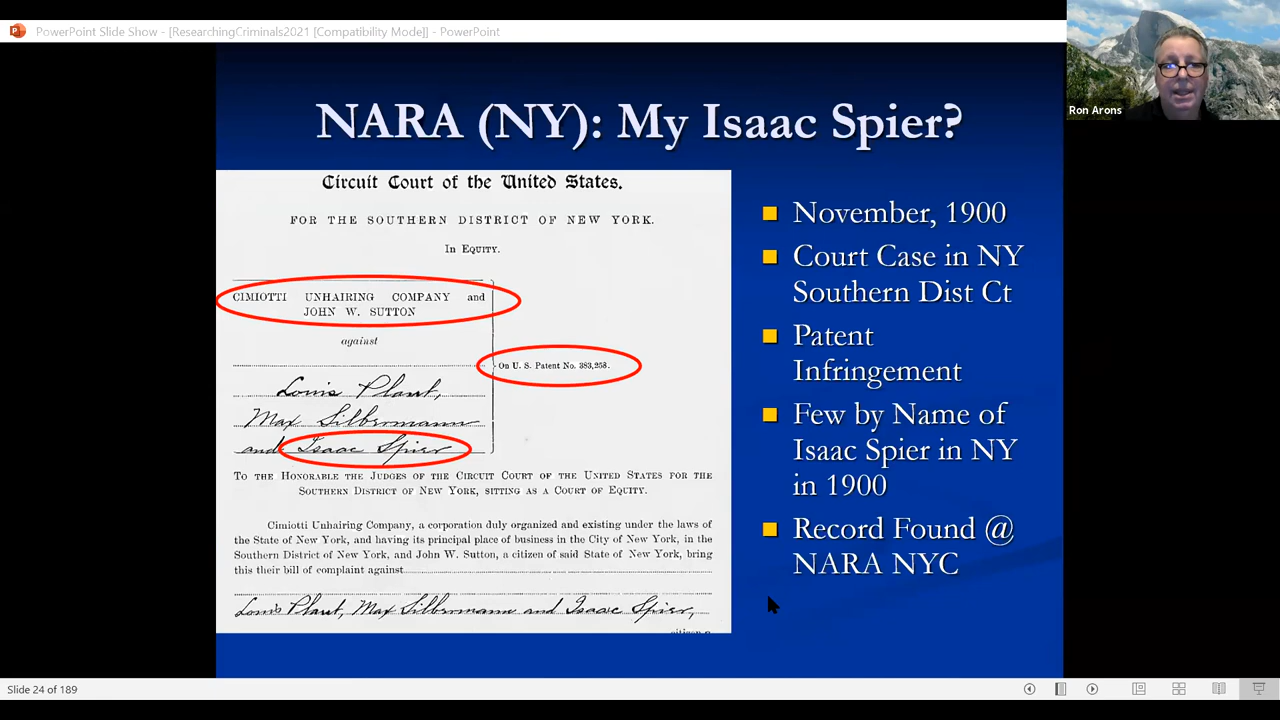 PowerPoint Slide Show - [ResearchingCriminals2021 [Compatibility Mode]] - PowerPoint
Ron Arons
NARA (NY): My Isaac Spier?
Circuit Court of the United States.
FOR THE SOUTHERN DISTRICT OF NEW YORK.
IN EQUITY.
CIMIOTTI UNHAIRING COMPANY and
JOHN W. SUTTON
against
On U. S. Patent No. 383,258.
Louis Plant,
Max Silbermann
and Isaac Spier
TO THE HONORABLE THE JUDGES OF THE CIRCUIT COURT OF THE UNITED STATES FOR THE
SOUTHERN DISTRICT OF NEW YORK, SITTING AS A COURT OF EQUITY.
Cimiotti Unhairing Company, a corporation duly organized and existing under the laws of
the State of New York, and having its principal place of business in the City of New York, in the
Southern District of New York, and John W. Sutton, a citizen of said State of New York, bring
this their bill of complaint against
Louis Plant, Max Silbermann and Isaac Spier,
November, 1900
Court Case in NY
Southern Dist Ct
Patent
Infringement
Few by Name of
Isaac Spier in NY
in 1900
Record Found @
NARA NYC
Slide 24 of 189